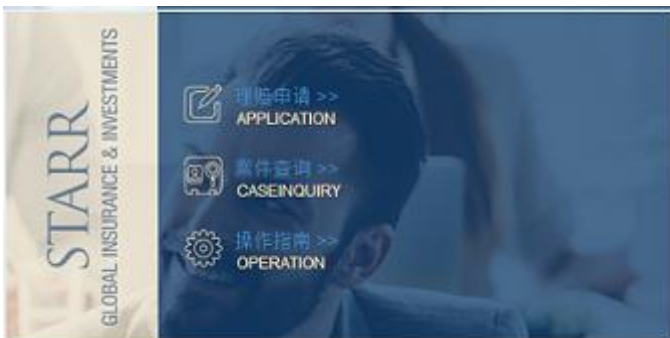 STARR
GLOBAL INSURANCE & INVESTMENTS
理赔申请 >>
APPLICATION
案件查询 >>
CASEINQUIRY
操作指南 >>
OPERATION